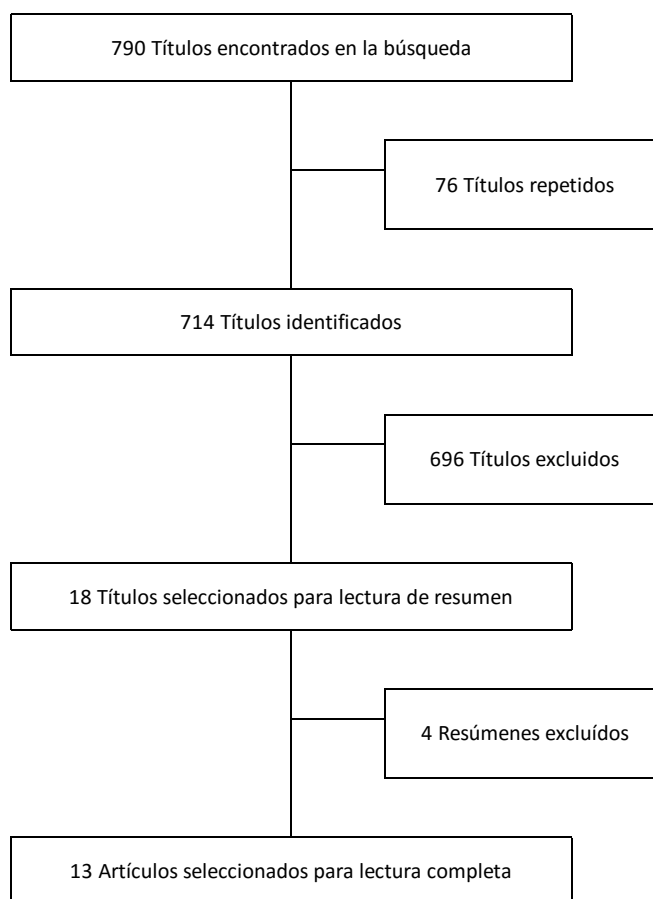 790 Títulos encontrados en la búsqueda
76 Títulos repetidos
714 Títulos identificados
696 Títulos excluidos
18 Títulos seleccionados para lectura de resumen
4 Resúmenes excluídos
13 Artículos seleccionados para lectura completa